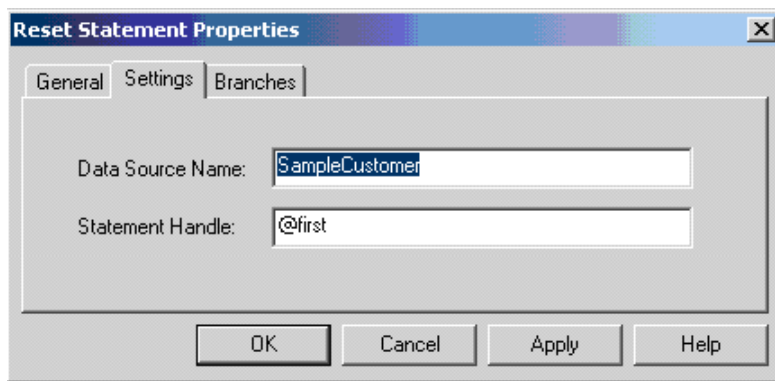 Reset Statement Properties
General Settings Branches
Data Source Name: SampleCustomer
Statement Handle: @first
OK Cancel Apply Help